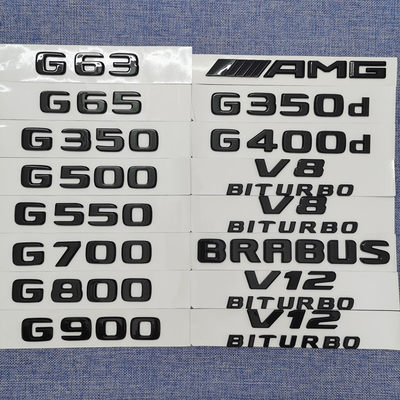 G63
G65
G350
G500
G550
G700
G800
G900
AMG
G350d
G400d
V8
BITURBO
V8
BITURBO
BRABUS
V12
BITURBO
V12
BITURBO